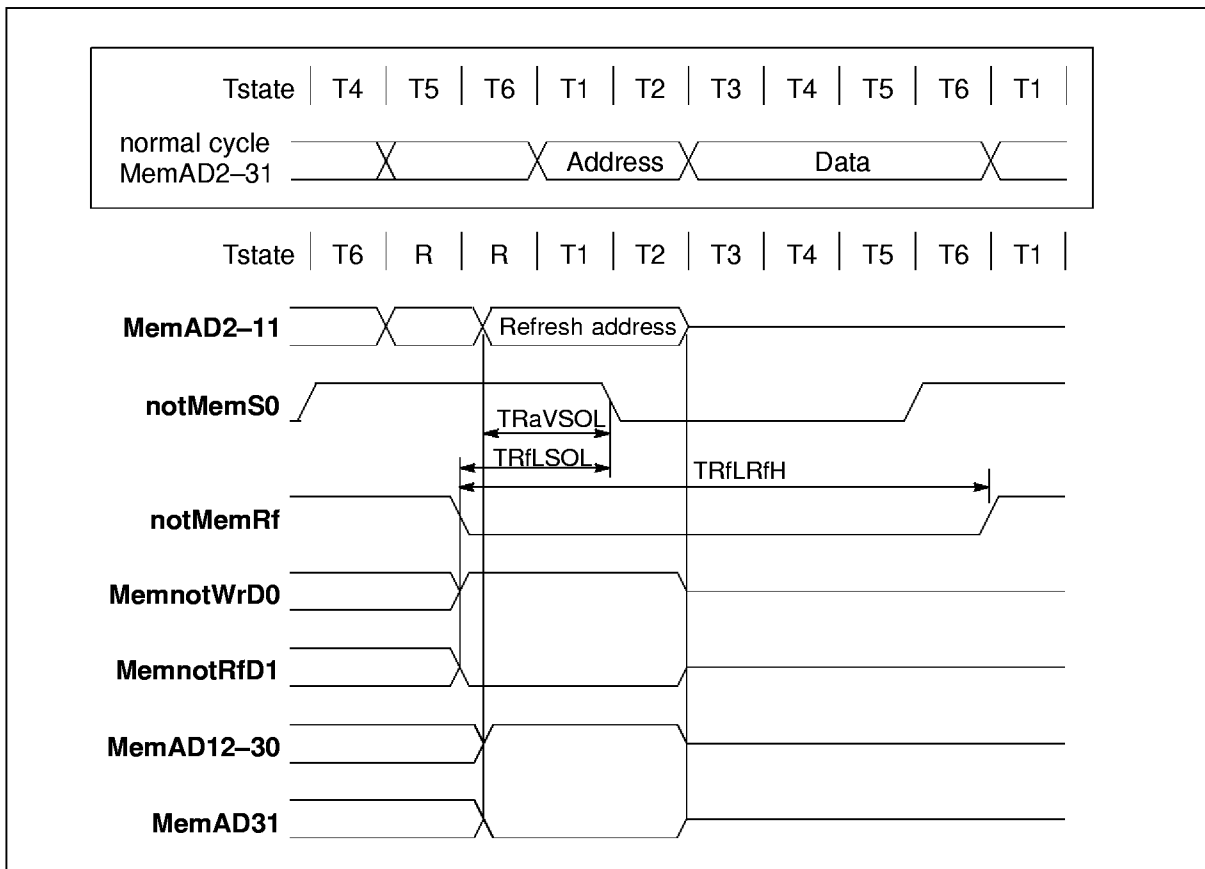 Tstate T4 T5 T6 T1 T2 T3 T4 T5 T6 T1
normal cycle
MemAD2–31 Address Data
Tstate T6 R R T1 T2 T3 T4 T5 T6 T1
MemAD2–11 Refresh address
notMemS0
TRaVSOL
TRfLSOL
TRfLRfH
notMemRf
MemnotWrD0
MemnotRfD1
MemAD12–30
MemAD31